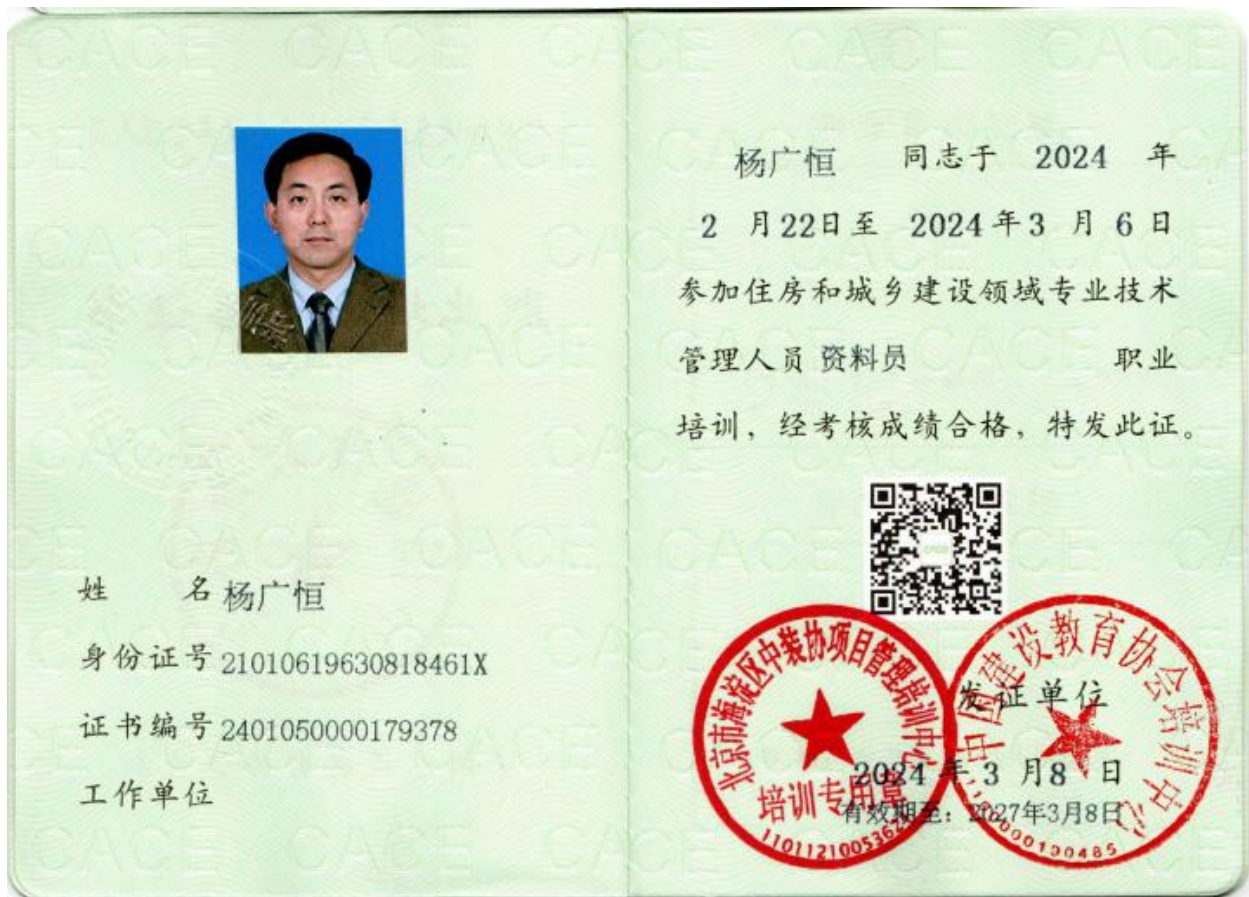 姓 名 杨广恒
身份证号 21010619630818461X
证书编号 2401050000179378
工作单位
杨广恒 同志于 2024 年
2 月 22 日至 2024 年 3 月 6 日
参加住房和城乡建设领域专业技术
管理人员 资料员 职业
培训，经考核成绩合格，特发此证。
北京市海淀区中装协项目管理培训中心
培训专用章
中国建设教育协会培训中心
发证单位
2024 年 3 月 8 日
有效期至：2027年3月8日
CACE